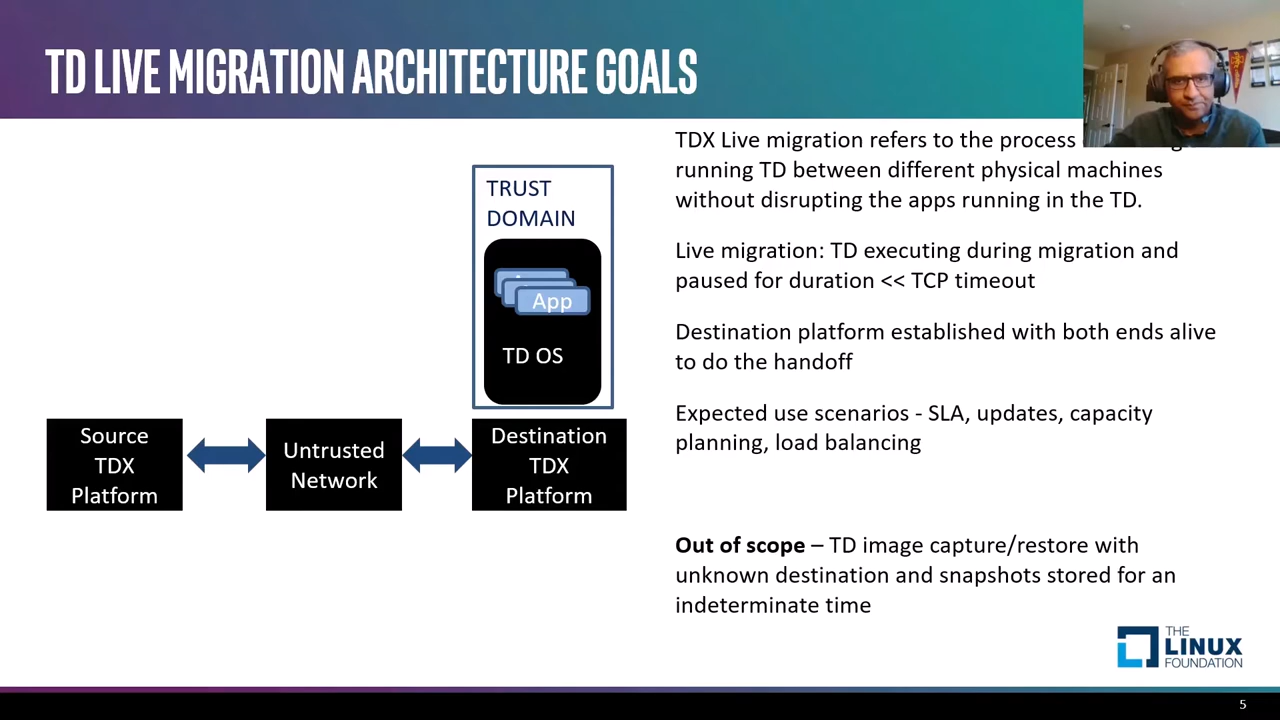 TD LIVE MIGRATION ARCHITECTURE GOALS
TDX Live migration refers to the process
running TD between different physical machines
without disrupting the apps running in the TD.
Live migration: TD executing during migration and
paused for duration << TCP timeout
Destination platform established with both ends alive
to do the handoff
Expected use scenarios - SLA, updates, capacity
planning, load balancing
Out of scope – TD image capture/restore with
unknown destination and snapshots stored for an
indeterminate time
TRUST
DOMAIN
App
TD OS
Source
TDX
Platform
Untrusted
Network
Destination
TDX
Platform
THE
LINUX
FOUNDATION
5